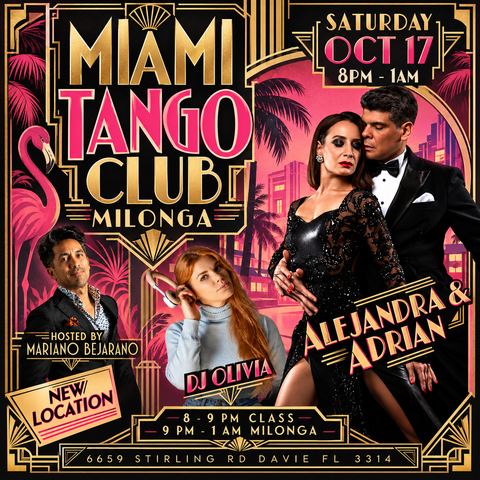 MIAMI
TANGO
CLUB
MILONGA
SATURDAY
OCT 17
8PM - 1AM
HOSTED BY
MARIANO BEJARANO
DJ OLIVIA
ALEJANDRA &
ADRIAN
NEW
LOCATION
8 - 9 PM CLASS
9 PM - 1 AM MILONGA
6659 STIRLING RD DAVIE FL 3314